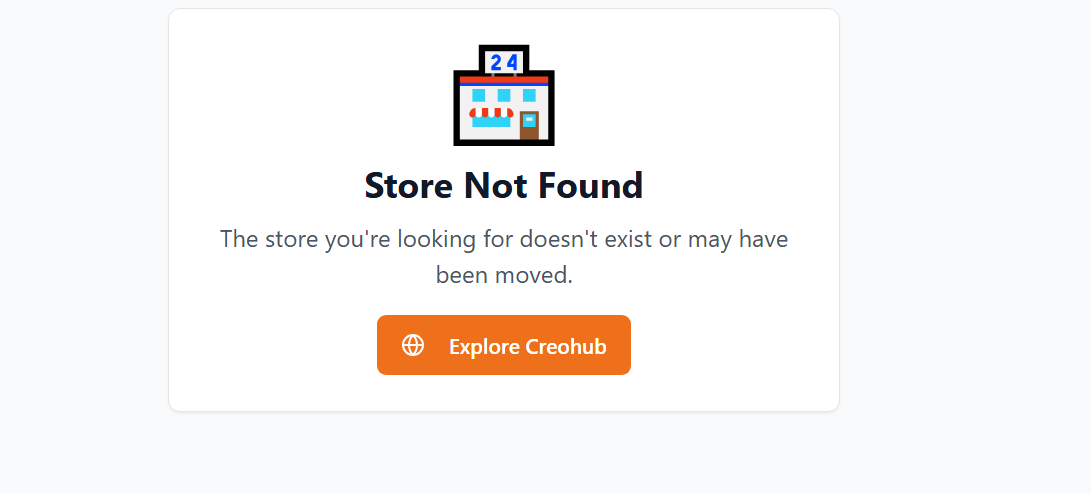 24
Store Not Found
The store you're looking for doesn't exist or may have
been moved.
Explore Creohub